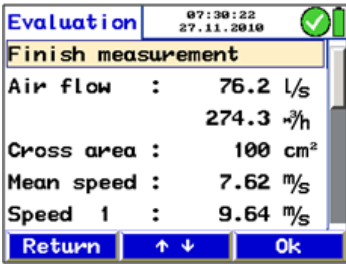 Evaluation
07:30:22
27.11.2010
Finish measurement
Air flow : 76.2 l/s
274.3 m³/h
Cross area : 100 cm²
Mean speed : 7.62 m/s
Speed 1 : 9.64 m/s
Return ↑ ↓ Ok